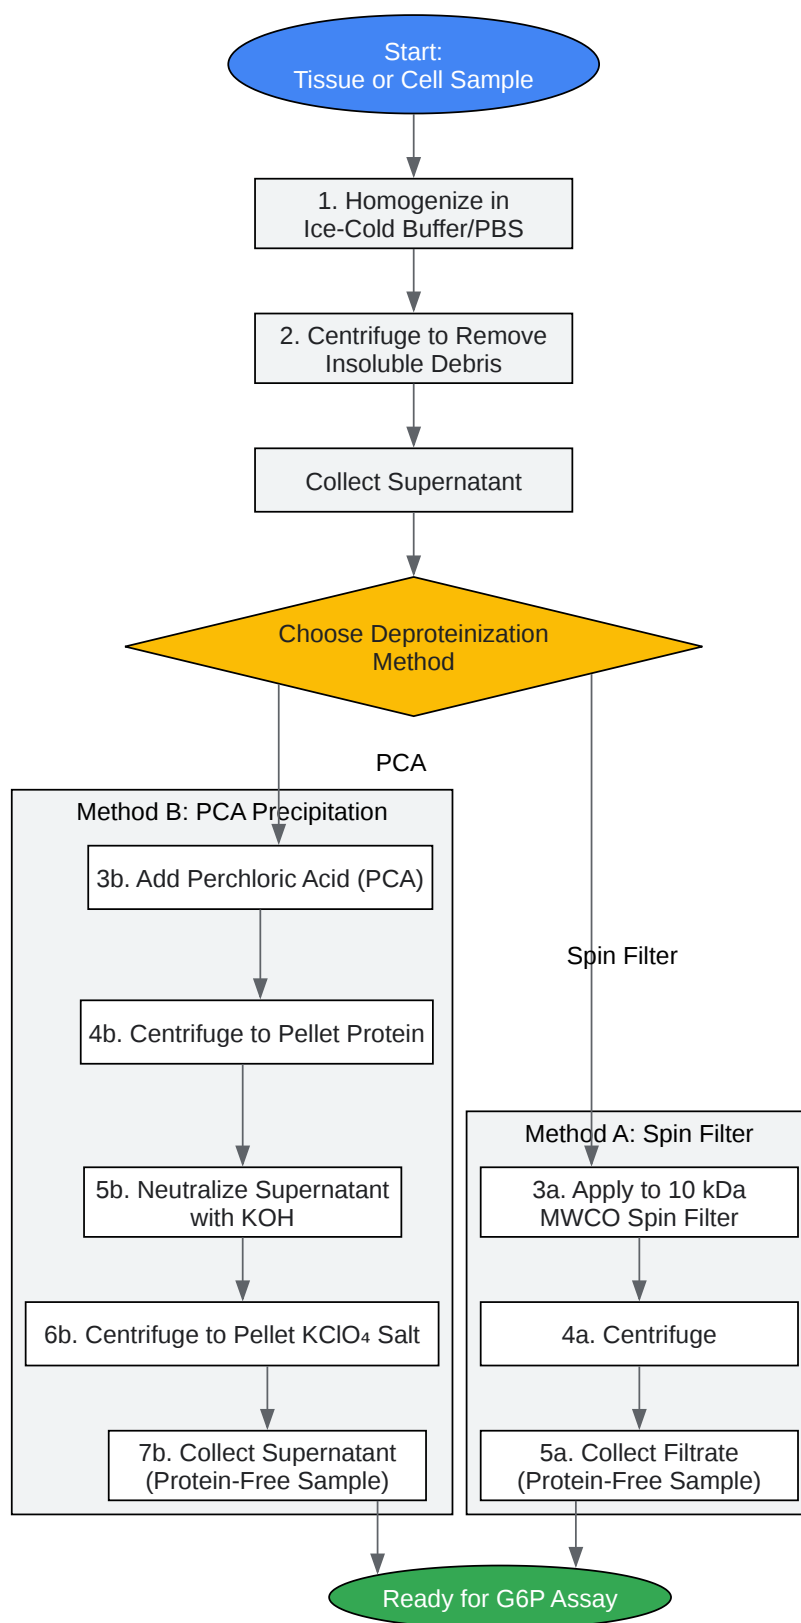 Start:
Tissue or Cell Sample
1. Homogenize in
Ice-Cold Buffer/PBS
2. Centrifuge to Remove
Insoluble Debris
Collect Supernatant
Choose Deproteinization
Method
PCA
Method B: PCA Precipitation
3b. Add Perchloric Acid (PCA)
4b. Centrifuge to Pellet Protein
5b. Neutralize Supernatant
with KOH
6b. Centrifuge to Pellet KClO₄ Salt
7b. Collect Supernatant
(Protein-Free Sample)
Spin Filter
Method A: Spin Filter
3a. Apply to 10 kDa
MWCO Spin Filter
4a. Centrifuge
5a. Collect Filtrate
(Protein-Free Sample)
Ready for G6P Assay